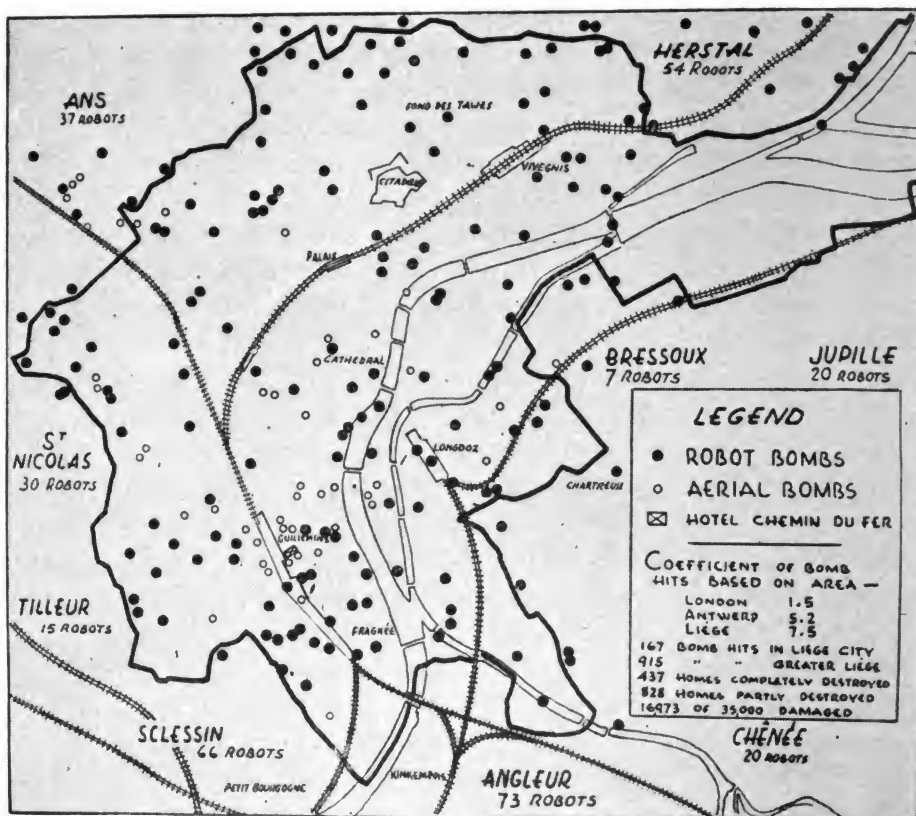 HERSTAL
54 ROBOTS
ANS
37 ROBOTS
FOND DES TAWES
CITADEL
VIVEGNIS
PALAIS
CATHEDRAL
BRESSOUX
7 ROBOTS
JUPILLE
20 ROBOTS
ST
NICOLAS
30 ROBOTS
LONGDOZ
CHARTREUSE
GUILLEMINS
TILLEUR
15 ROBOTS
FRAGNÉE
SCLESSIN
66 ROBOTS
PETIT BOURGOGNE
KINKEMPOIS
ANGLEUR
73 ROBOTS
CHÊNÉE
20 ROBOTS
LEGEND
ROBOT BOMBS
AERIAL BOMBS
HOTEL CHEMIN DU FER
COEFFICIENT OF BOMB
HITS BASED ON AREA —
LONDON 1.5
ANTWERP 5.2
LIÈGE 7.5
167 BOMB HITS IN LIEGE CITY
915 " " GREATER LIÈGE
437 HOMES COMPLETELY DESTROYED
828 HOMES PARTLY DESTROYED
16973 OF 35,000 DAMAGED